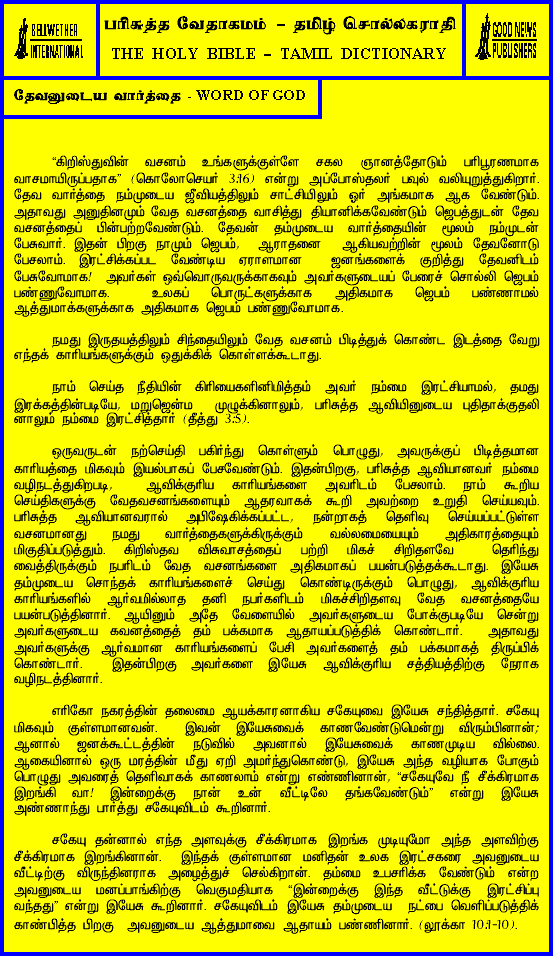 BELLWETHER
INTERNATIONAL
பரிசுத்த வேதாகமம் – தமிழ் சொல்லகராதி
THE HOLY BIBLE – TAMIL DICTIONARY
GOOD NEWS
PUBLISHERS
தேவனுடைய வார்த்தை - WORD OF GOD
“கிறிஸ்துவின் வசனம் உங்களுக்குள்ளே சகல ஞானத்தோடும் பரிபூரணமாக
வாசமாயிருப்பதாக” (கொலோசெயர் 3:16) என்று அப்போஸ்தலர் பவுல் வலியுறுத்துகிறார்.
தேவ வார்த்தை நம்முடைய ஜீவியத்திலும் சாட்சியிலும் ஓர் அங்கமாக ஆக வேண்டும்.
அதாவது அனுதினமும் வேத வசனத்தை வாசித்து தியானிக்கவேண்டும் ஜெபத்துடன் தேவ
வசனத்தைப் பின்பற்றவேண்டும். தேவன் தம்முடைய வார்த்தையின் மூலம் நம்முடன்
பேசுவார். இதன் பிறகு நாமும் ஜெபம், ஆராதனை ஆகியவற்றின் மூலம் தேவனோடு
பேசலாம். இரட்சிக்கப்பட வேண்டிய ஏராளமான ஜனங்களைக் குறித்து தேவனிடம்
பேசுவோமாக! அவர்கள் ஒவ்வொருவருக்காகவும் அவர்களுடையப் பேரைச் சொல்லி ஜெபம்
பண்ணுவோமாக. உலகப் பொருட்களுக்காக அதிகமாக ஜெபம் பண்ணாமல்
ஆத்துமாக்களுக்காக அதிகமாக ஜெபம் பண்ணுவோமாக.
நமது இருதயத்திலும் சிந்தையிலும் வேத வசனம் பிடித்துக் கொண்ட இடத்தை வேறு
எந்தக் காரியங்களுக்கும் ஒதுக்கிக் கொள்ளக்கூடாது.
நாம் செய்த நீதியின் கிரியைகளினிமித்தம் அவர் நம்மை இரட்சியாமல், தமது
இரக்கத்தின்படியே, மறுஜென்ம முழுக்கினாலும், பரிசுத்த ஆவியினுடைய புதிதாக்குதலி
னாலும் நம்மை இரட்சித்தார் (தீத்து 3:5).
ஒருவருடன் நற்செய்தி பகிர்ந்து கொள்ளும் பொழுது, அவருக்குப் பிடித்தமான
காரியத்தை மிகவும் இயல்பாகப் பேசவேண்டும். இதன்பிறகு, பரிசுத்த ஆவியானவர் நம்மை
வழிநடத்துகிறபடி, ஆவிக்குரிய காரியங்களை அவரிடம் பேசலாம். நாம் கூறிய
செய்திகளுக்கு வேதவசனங்களையும் ஆதரவாகக் கூறி அவற்றை உறுதி செய்யவும்.
பரிசுத்த ஆவியானவரால் அபிஷேகிக்கப்பட்ட, நன்றாகத் தெளிவு செய்யப்பட்டுள்ள
வசனமானது நமது வார்த்தைகளுக்கிருக்கும் வல்லமையையும் அதிகாரத்தையும்
மிகுதிப்படுத்தும். கிறிஸ்தவ விசுவாசத்தைப் பற்றி மிகச் சிறிதளவே தெரிந்து
வைத்திருக்கும் நபரிடம் வேத வசனங்களை அதிகமாகப் பயன்படுத்தக்கூடாது. இயேசு
தம்முடைய சொந்தக் காரியங்களைச் செய்து கொண்டிருக்கும் பொழுது, ஆவிக்குரிய
காரியங்களில் ஆர்வமில்லாத தனி நபர்களிடம் மிகச்சிறிதளவு வேத வசனத்தையே
பயன்படுத்தினார். ஆயினும் அதே வேளையில் அவர்களுடைய போக்குபடியே சென்று
அவர்களுடைய கவனத்தைத் தம் பக்கமாக ஆதாயப்படுத்திக் கொண்டார். அதாவது
அவர்களுக்கு ஆர்வமான காரியங்களைப் பேசி அவர்களைத் தம் பக்கமாகத் திருப்பிக்
கொண்டார். இதன்பிறகு அவர்களை இயேசு ஆவிக்குரிய சத்தியத்திற்கு நேராக
வழிநடத்தினார்.
எரிகோ நகரத்தின் தலைமை ஆயக்காரனாகிய சகேயுவை இயேசு சந்தித்தார். சகேயு
மிகவும் குள்ளமானவன். இவன் இயேசுவைக் காணவேண்டுமென்று விரும்பினான்;
ஆனால் ஜனக்கூட்டத்தின் நடுவில் அவனால் இயேசுவைக் காணமுடிய வில்லை.
ஆகையினால் ஒரு மரத்தின் மீது ஏறி அமர்ந்துகொண்டு, இயேசு அந்த வழியாக போகும்
பொழுது அவரைத் தெளிவாகக் காணலாம் என்று எண்ணினான், “சகேயுவே நீ சீக்கிரமாக
இறங்கி வா! இன்றைக்கு நான் உன் வீட்டிலே தங்கவேண்டும்” என்று இயேசு
அண்ணாந்து பார்த்து சகேயுவிடம் கூறினார்.
சகேயு தன்னால் எந்த அளவுக்கு சீக்கிரமாக இறங்க முடியுமோ அந்த அளவிற்கு
சீக்கிரமாக இறங்கினான். இந்தக் குள்ளமான மனிதன் உலக இரட்சகரை அவனுடைய
வீட்டிற்கு விருந்தினராக அழைத்துச் செல்கிறான். தம்மை உபசரிக்க வேண்டும் என்ற
அவனுடைய மனப்பாங்கிற்கு வெகுமதியாக “இன்றைக்கு இந்த வீட்டுக்கு இரட்சிப்பு
வந்தது” என்று இயேசு கூறினார். சகேயுவிடம் இயேசு தம்முடைய நட்பை வெளிப்படுத்திக்
காண்பித்த பிறகு அவனுடைய ஆத்துமாவை ஆதாயம் பண்ணினார். (லூக்கா 10:1-10).